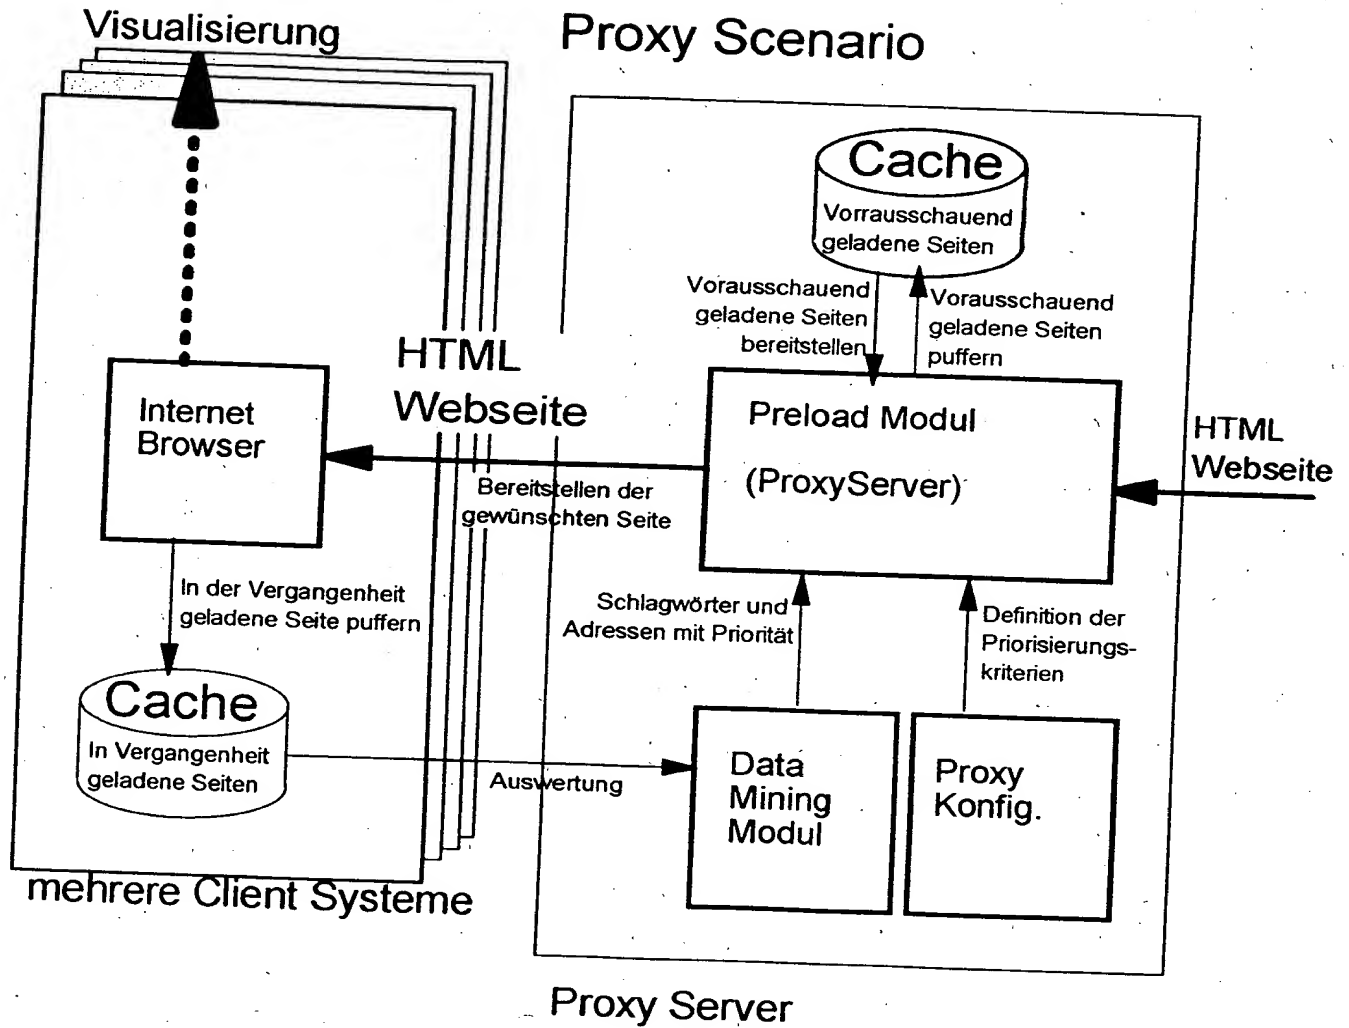 Visualisierung
Proxy Scenario
Cache
Vorrausschauend
geladene Seiten
Vorausschauend
geladene Seiten
bereitstellen
Vorausschauend
geladene Seiten
puffern
HTML
Webseite
Internet
Browser
Preload Modul
(ProxyServer)
HTML
Webseite
Bereitstellen der
gewünschten Seite
In der Vergangenheit
geladene Seite puffern
Schlagwörter und
Adressen mit Priorität
Definition der
Priorisierungs-
kriterien
Cache
In Vergangenheit
geladene Seiten
Auswertung
Data
Mining
Modul
Proxy
Konfig.
mehrere Client Systeme
Proxy Server